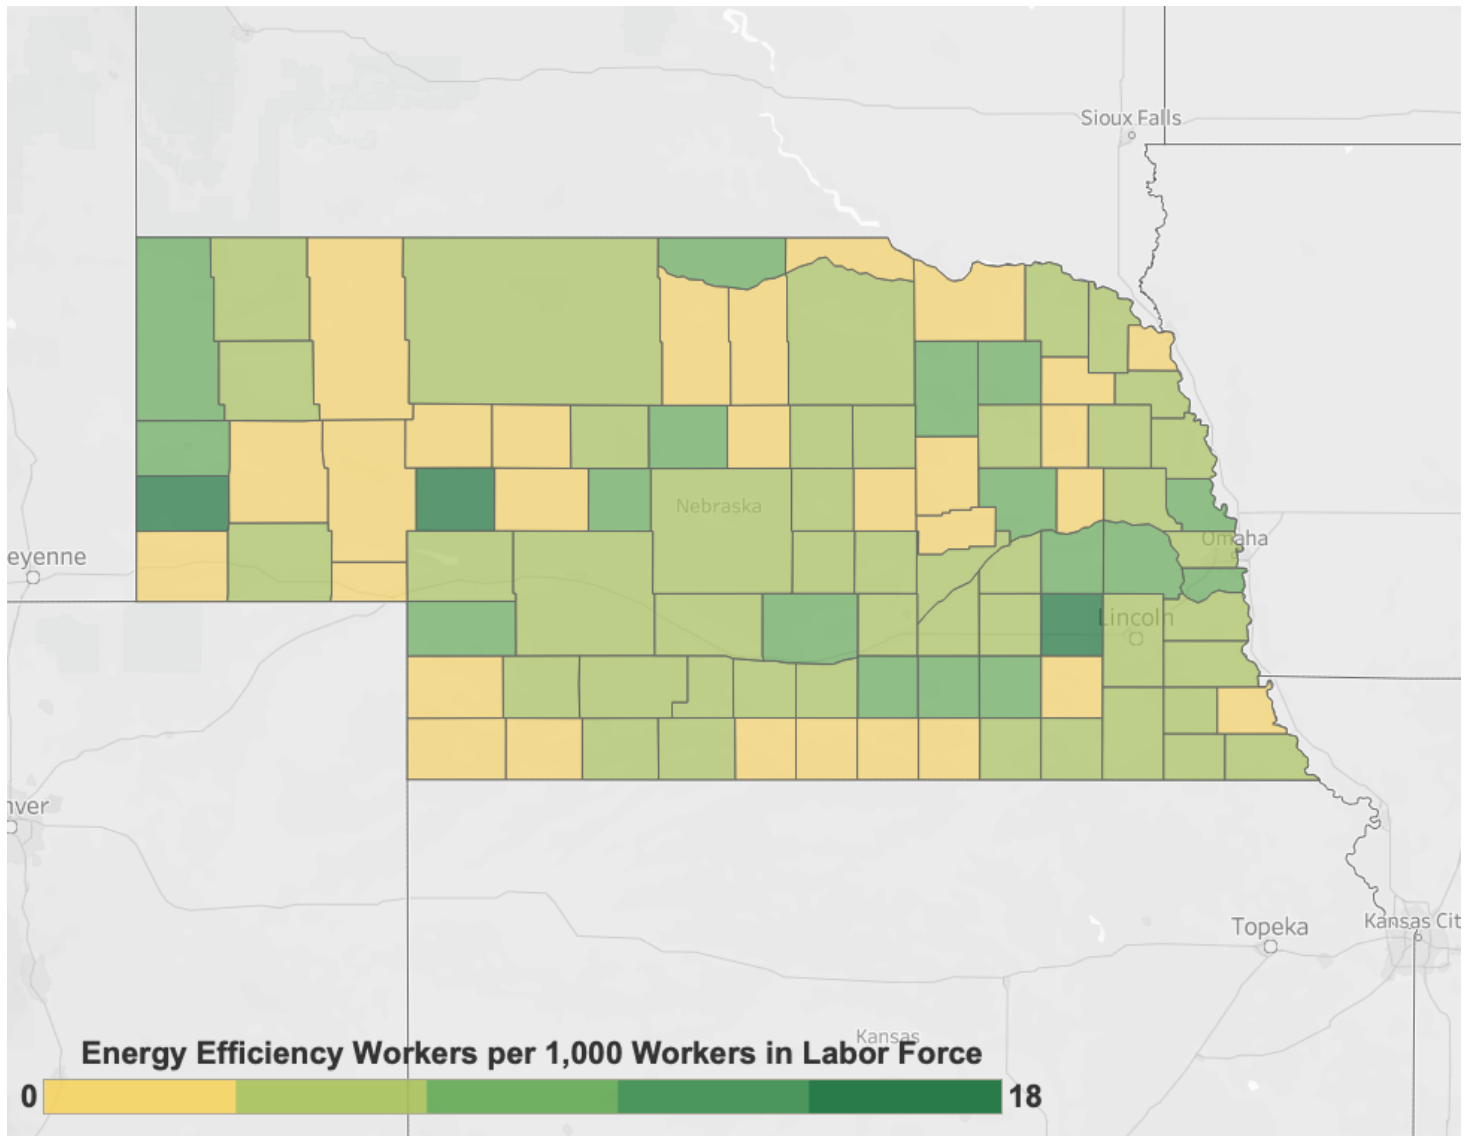 Sioux Falls
Nebraska
Omaha
eyenne
Lincoln
nver
Topeka
Kansas Cit
Kansas
Energy Efficiency Workers per 1,000 Workers in Labor Force
0 18